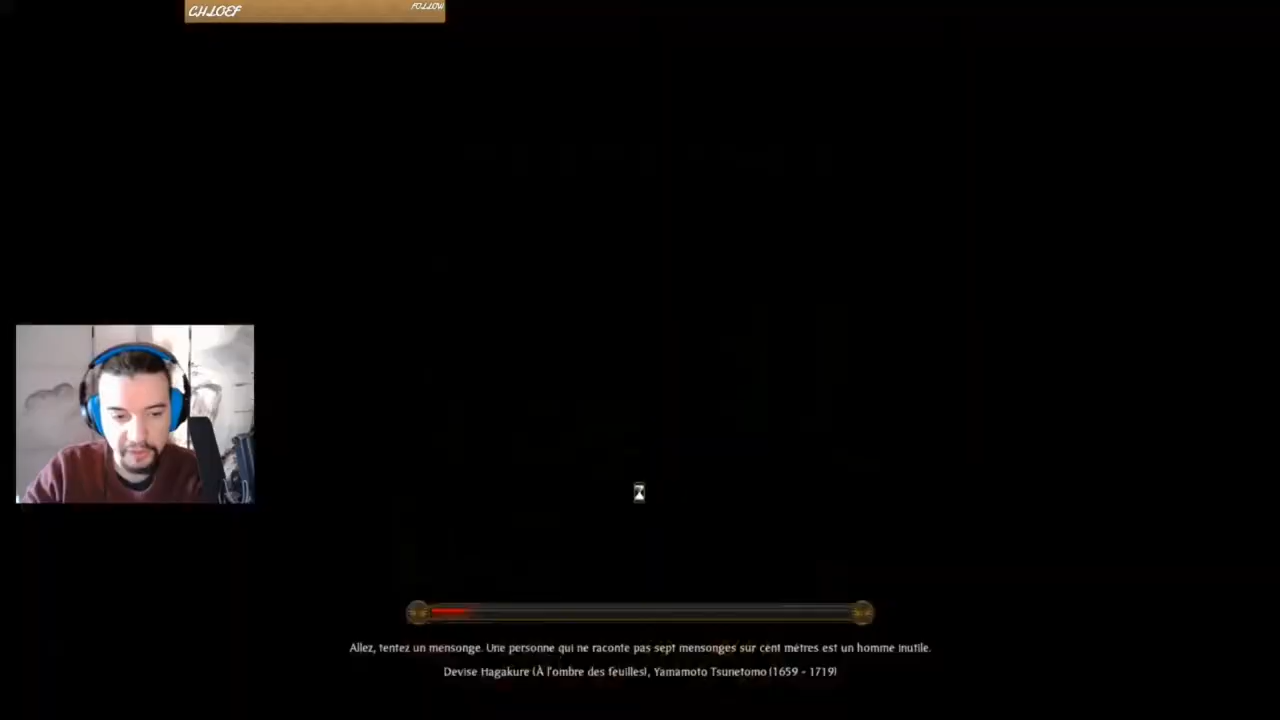 CHLOEF FOLLOW
Allez, tentez un mensonge. Une personne qui ne raconte pas sept mensonges sur cent mètres est un homme inutile.
Devise Hagakure (À l'ombre des feuilles), Yamamoto Tsunetomo (1659 - 1719)